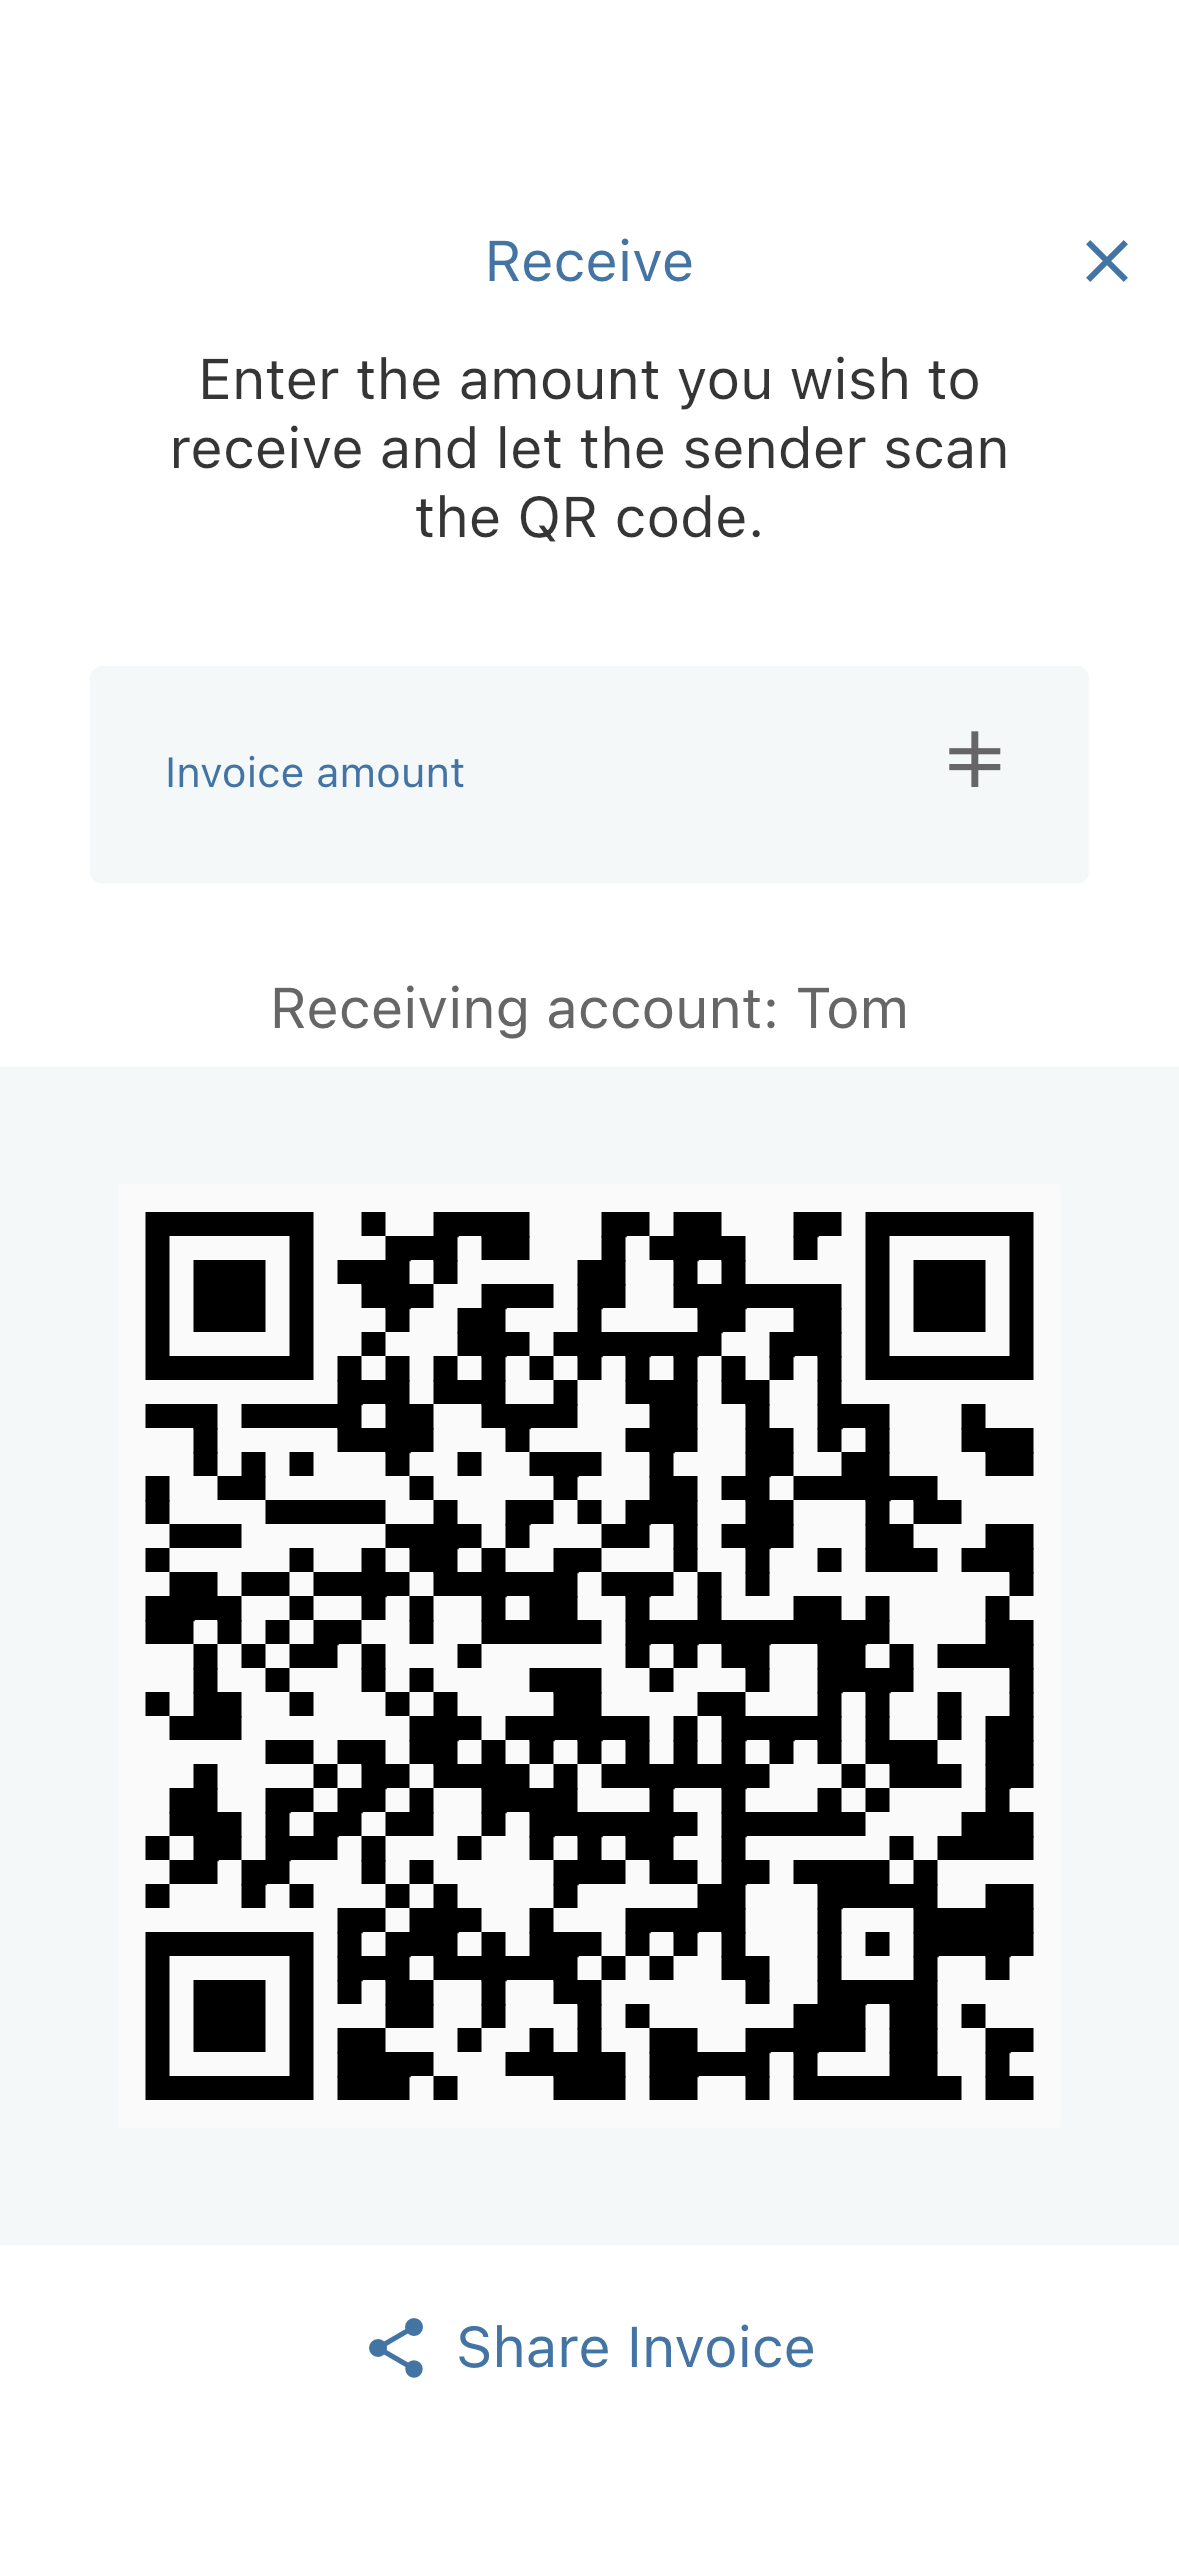 Receive
Enter the amount you wish to
receive and let the sender scan
the QR code.
Invoice amount
Receiving account: Tom
Share Invoice